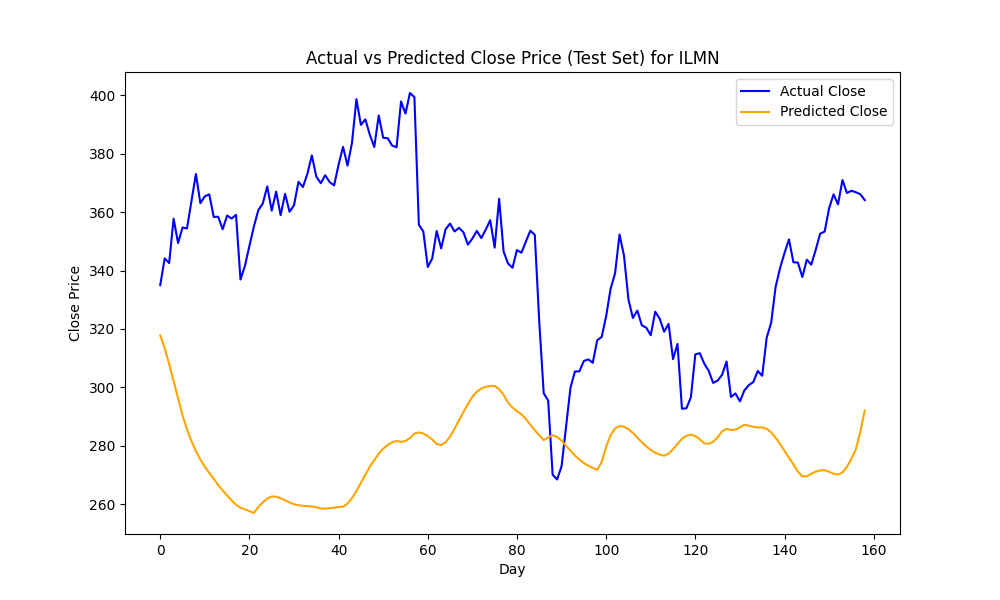 Actual vs Predicted Close Price (Test Set) for ILMN
Actual Close
Predicted Close
Close Price
400
380
360
340
320
300
280
260
0 20 40 60 80 100 120 140 160
Day